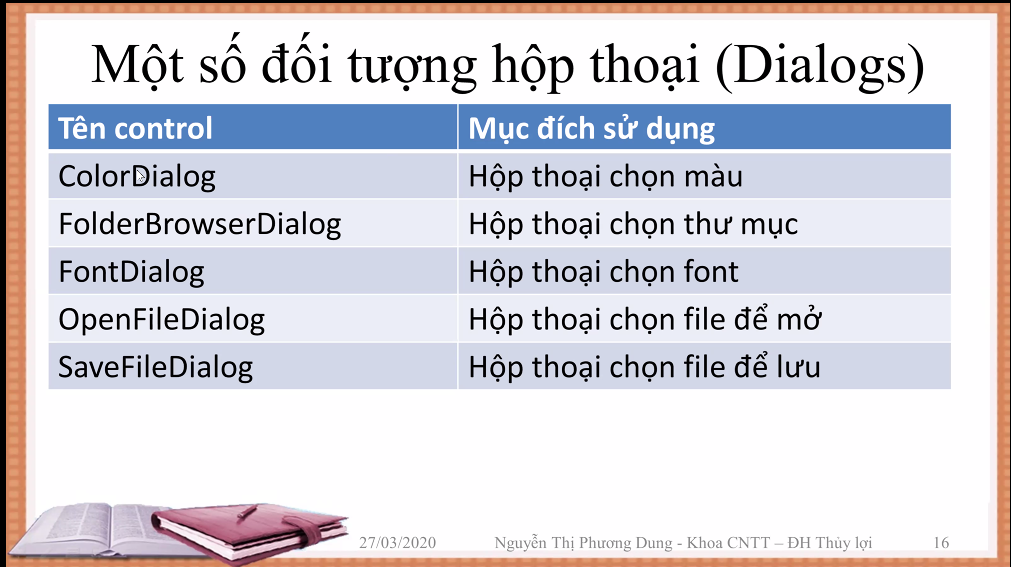 Một số đối tượng hộp thoại (Dialogs)
Tên control Mục đích sử dụng
ColorDialog Hộp thoại chọn màu
FolderBrowserDialog Hộp thoại chọn thư mục
FontDialog Hộp thoại chọn font
OpenFileDialog Hộp thoại chọn file để mở
SaveFileDialog Hộp thoại chọn file để lưu
27/03/2020 Nguyễn Thị Phương Dung - Khoa CNTT – ĐH Thủy lợi 16